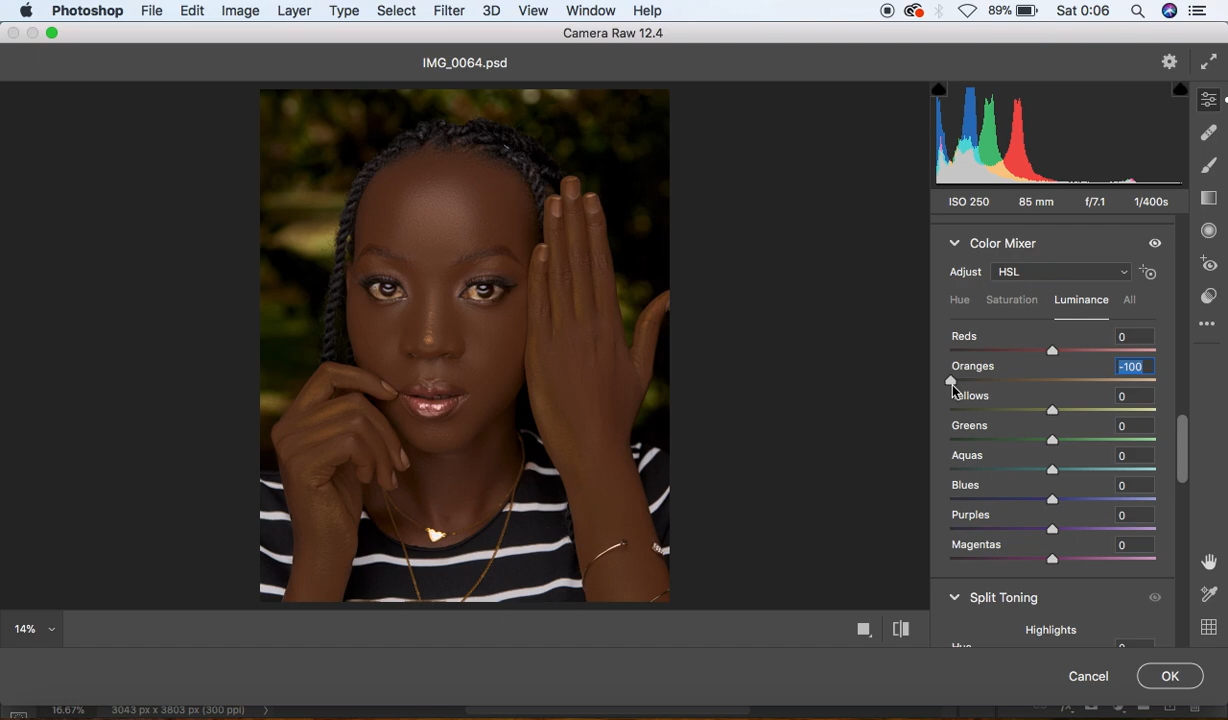 Photoshop File Edit Image Layer Type Select Filter 3D View Window Help 89% Sat 0:06
Camera Raw 12.4
IMG_0064.psd
ISO 250 85 mm f/7.1 1/400s
Color Mixer
Adjust HSL
Hue Saturation Luminance All
Reds 0
Oranges -100
ellows 0
Greens 0
Aquas 0
Blues 0
Purples 0
Magentas 0
Split Toning
Highlights
Hue 0
14%
Cancel OK
16.67% 3043 px x 3803 px (300 ppi)